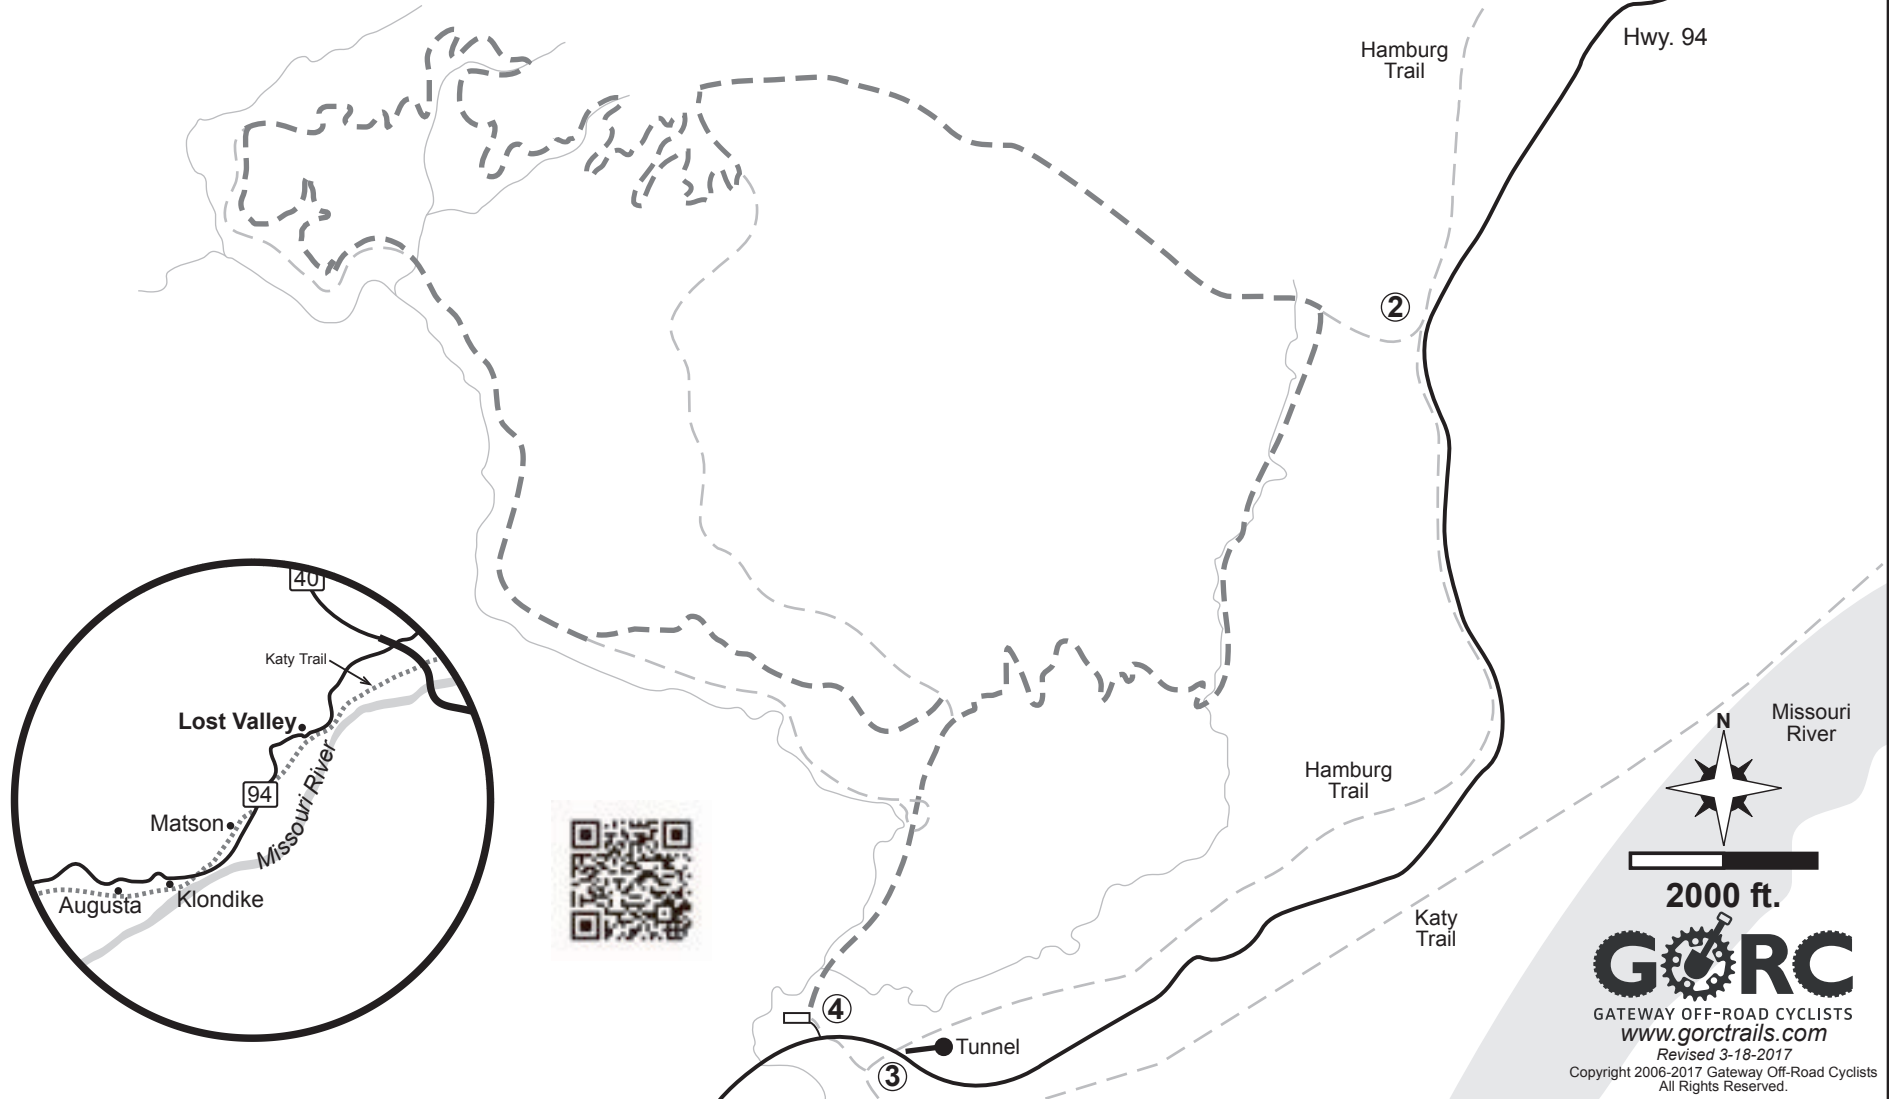 Hamburg
Trail
Hwy. 94
2
40
Katy Trail
Lost Valley
94
Matson
Missouri River
Augusta
Klondike
Hamburg
Trail
Missouri
River
N
2000 ft.
Katy
Trail
GORC
GATEWAY OFF-ROAD CYCLISTS
www.gorctrails.com
Revised 3-18-2017
Copyright 2006-2017 Gateway Off-Road Cyclists
All Rights Reserved.
4
Tunnel
3